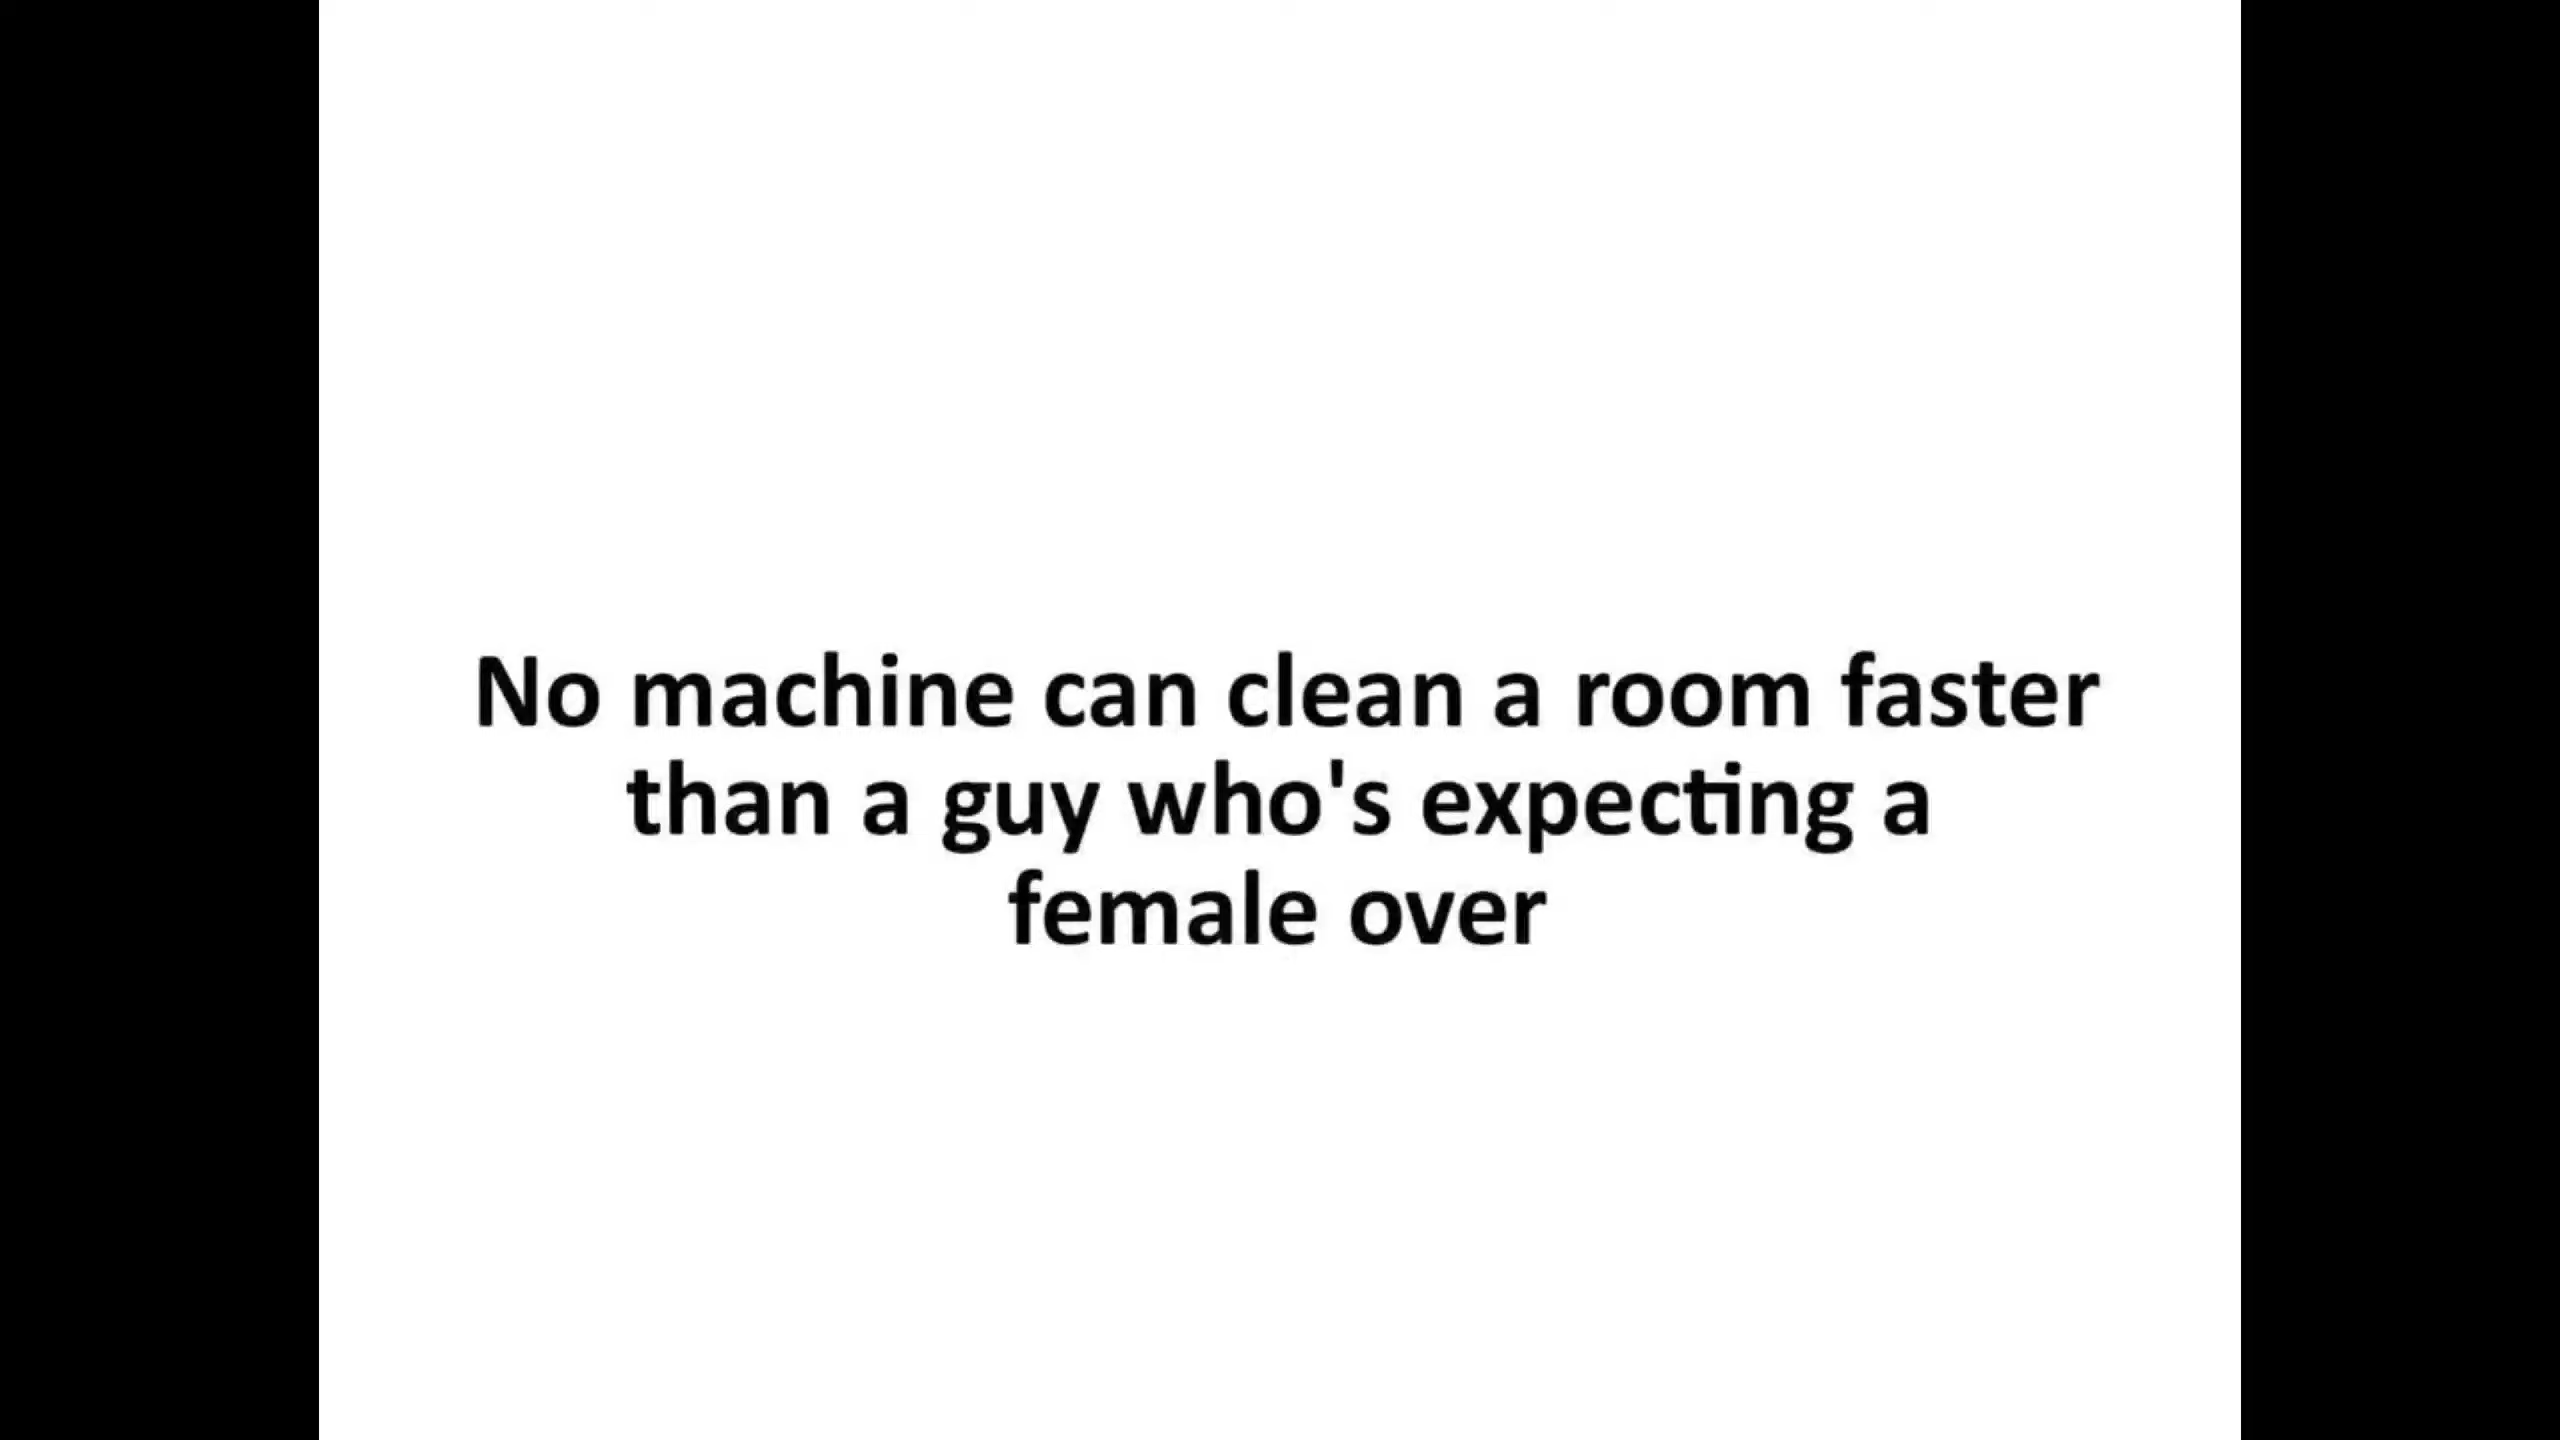 No machine can clean a room faster
than a guy who's expecting a
female over